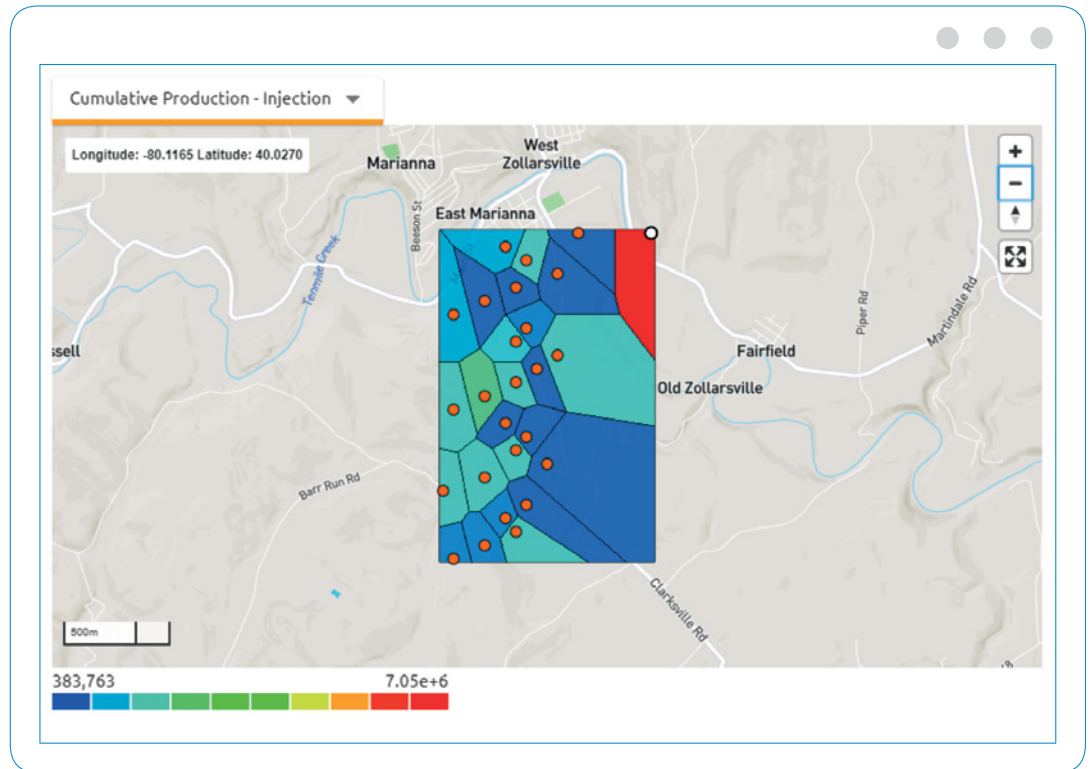 Cumulative Production - Injection
Longitude: -80.1165 Latitude: 40.0270
+
−
West
Zollarsville
Marianna
East Marianna
Beeson St
Tenmile Creek
Piper Rd
Martindale Rd
ssell
Fairfield
Old Zollarsville
Barr Run Rd
Clarksville Rd
500m
383,763
7.05e+6